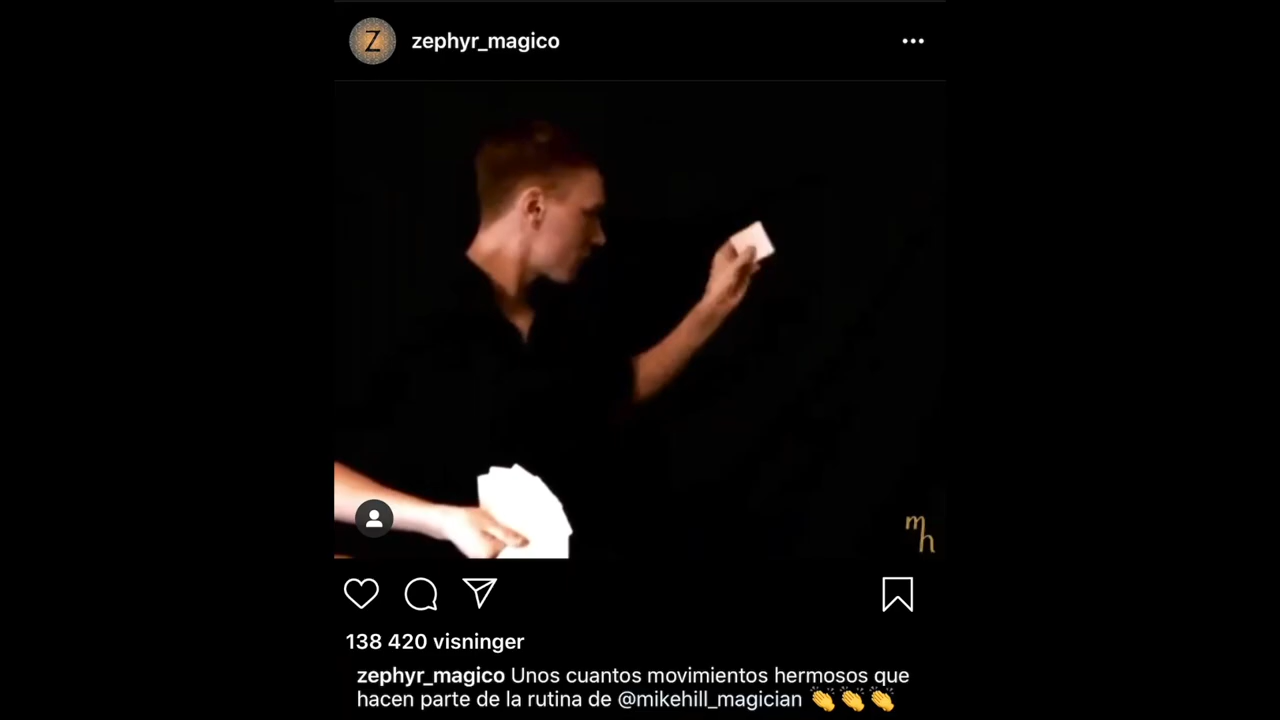 Z zephyr_magico
mh
138 420 visninger
zephyr_magico Unos cuantos movimientos hermosos que
hacen parte de la rutina de @mikehill_magician 👏👏👏